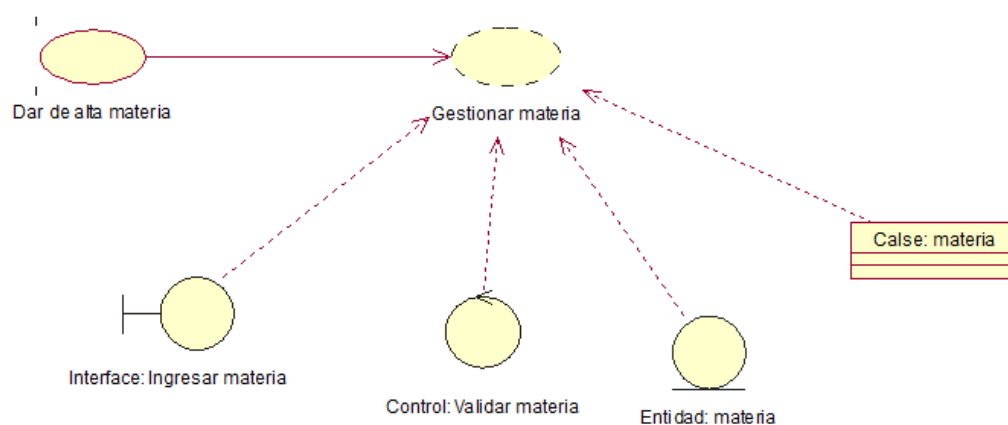 Dar de alta materia
Gestionar materia
Calse: materia
Interface: Ingresar materia
Control: Validar materia
Entidad: materia